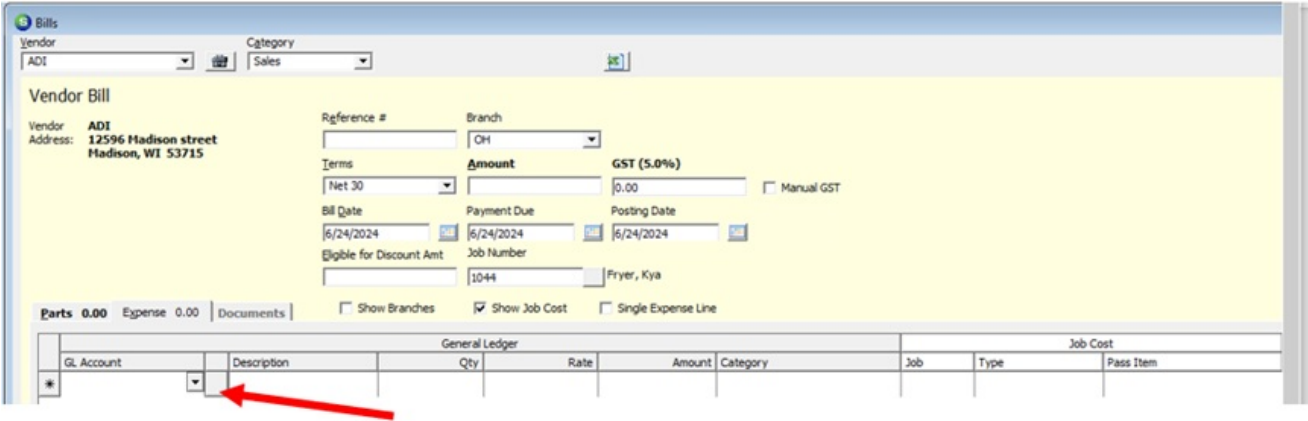 Bills
Vendor Category
ADI Sales
Vendor Bill
Vendor Address: ADI
12596 Madison street
Madison, WI 53715
Reference # Branch
OH
Terms Amount GST (5.0%)
Net 30 0.00 Manual GST
Bill Date Payment Due Posting Date
6/24/2024 6/24/2024 6/24/2024
Eligible for Discount Amt Job Number
1044 Fryer, Kya
Parts 0.00 Expense 0.00 Documents Show Branches Show Job Cost Single Expense Line
General Ledger Job Cost
GL Account Description Qty Rate Amount Category Job Type Pass Item